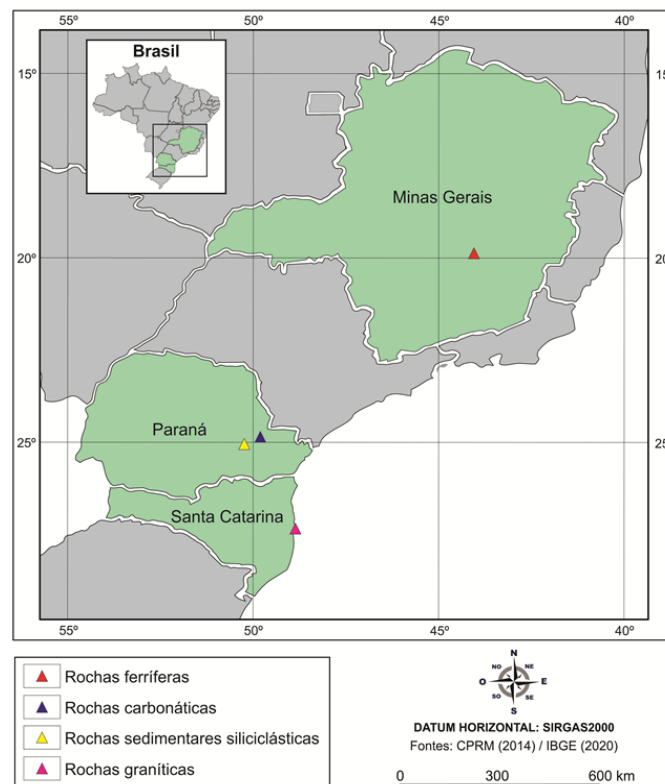 55º 50º 45º 40º
Brasil
15º 15
Minas Gerais
20º 20
Paraná
25º 25
Santa Catarina
55º 50º 45º 40º
Rochas ferríferas
Rochas carbonáticas
Rochas sedimentares siliciclásticas
Rochas graníticas
N
NO NE
O E
SO SE
S
DATUM HORIZONTAL: SIRGAS2000
Fontes: CPRM (2014) / IBGE (2020)
0 300 600 km